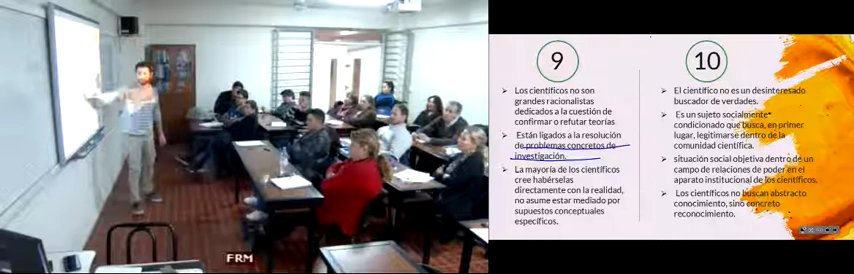 FRM
9
➢ Los científicos no son
grandes racionalistas
dedicados a la cuestión de
confirmar o refutar teorías
➢ Están ligados a la resolución
de problemas concretos de
investigación.
➢ La mayoría de los científicos
cree habérselas
directamente con la realidad,
no asume estar mediado por
supuestos conceptuales
específicos.
10
➢ El científico no es un desinteresado
buscador de verdades.
➢ Es un sujeto socialmente
condicionado que busca, en primer
lugar, legitimarse dentro de la
comunidad científica.
➢ situación social objetiva dentro de un
campo de relaciones de poder en el
aparato institucional de los científicos.
➢ Los científicos no buscan abstracto
conocimiento, sino concreto
reconocimiento.